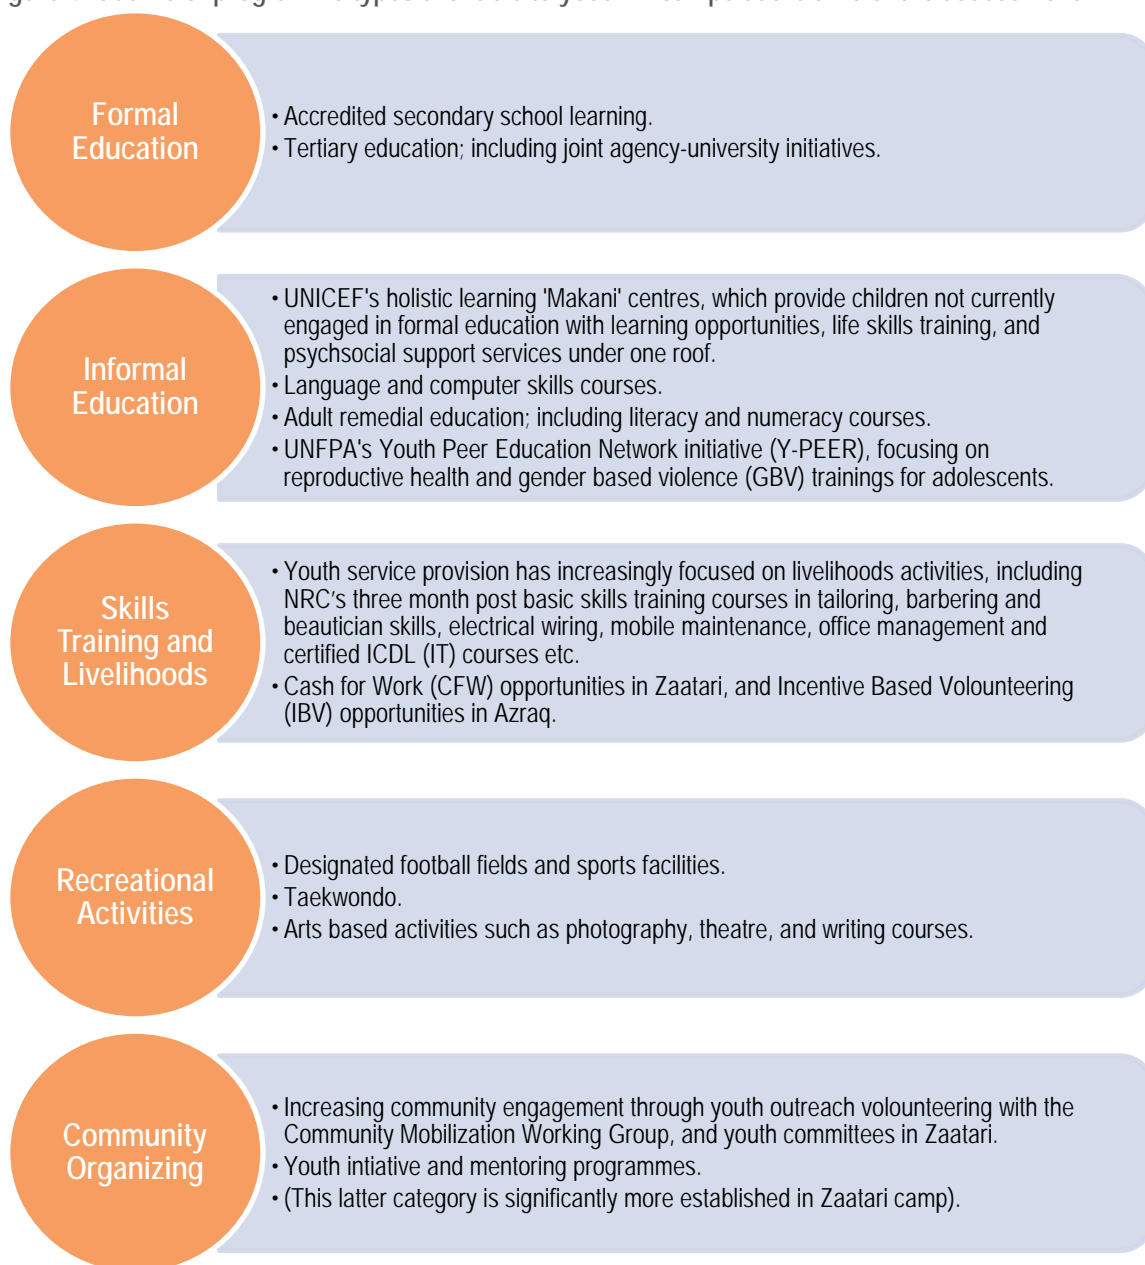 Formal
Education
• Accredited secondary school learning.
• Tertiary education; including joint agency-university initiatives.
Informal
Education
• UNICEF's holistic learning 'Makani' centres, which provide children not currently
engaged in formal education with learning opportunities, life skills training, and
psychsocial support services under one roof.
• Language and computer skills courses.
• Adult remedial education; including literacy and numeracy courses.
• UNFPA's Youth Peer Education Network initiative (Y-PEER), focusing on
reproductive health and gender based violence (GBV) trainings for adolescents.
Skills
Training and
Livelihoods
• Youth service provision has increasingly focused on livelihoods activities, including
NRC's three month post basic skills training courses in tailoring, barbering and
beautician skills, electrical wiring, mobile maintenance, office management and
certified ICDL (IT) courses etc.
• Cash for Work (CFW) opportunities in Zaatari, and Incentive Based Volounteering
(IBV) opportunities in Azraq.
Recreational
Activities
• Designated football fields and sports facilities.
• Taekwondo.
• Arts based activities such as photography, theatre, and writing courses.
Community
Organizing
• Increasing community engagement through youth outreach volounteering with the
Community Mobilization Working Group, and youth committees in Zaatari.
• Youth intiative and mentoring programmes.
• (This latter category is significantly more established in Zaatari camp).